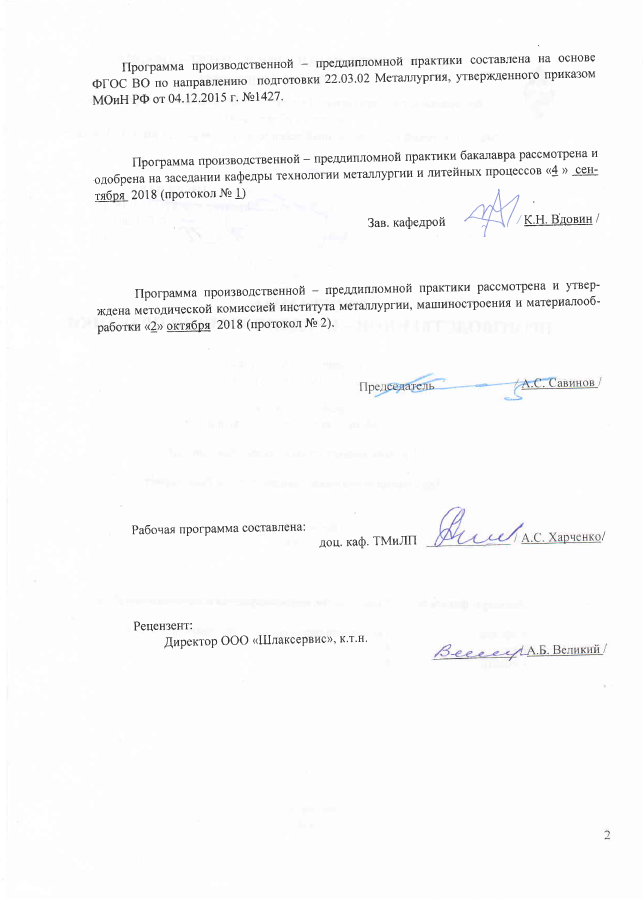 Программа производственной – преддипломной практики составлена на основе
ФГОС ВО по направлению подготовки 22.03.02 Металлургия, утвержденного приказом
МОиН РФ от 04.12.2015 г. №1427.
Программа производственной – преддипломной практики бакалавра рассмотрена и
одобрена на заседании кафедры технологии металлургии и литейных процессов «4 » сен-
тября 2018 (протокол № 1)
Зав. кафедрой / К.Н. Вдовин /
Программа производственной – преддипломной практики рассмотрена и утвер-
ждена методической комиссией института металлургии, машиностроения и материалооб-
работки «2» октября 2018 (протокол № 2).
Председатель / А.С. Савинов /
Рабочая программа составлена:
доц. каф. ТМиЛП / А.С. Харченко/
Рецензент:
Директор ООО «Шлаксервис», к.т.н.
/ А.Б. Великий /
2